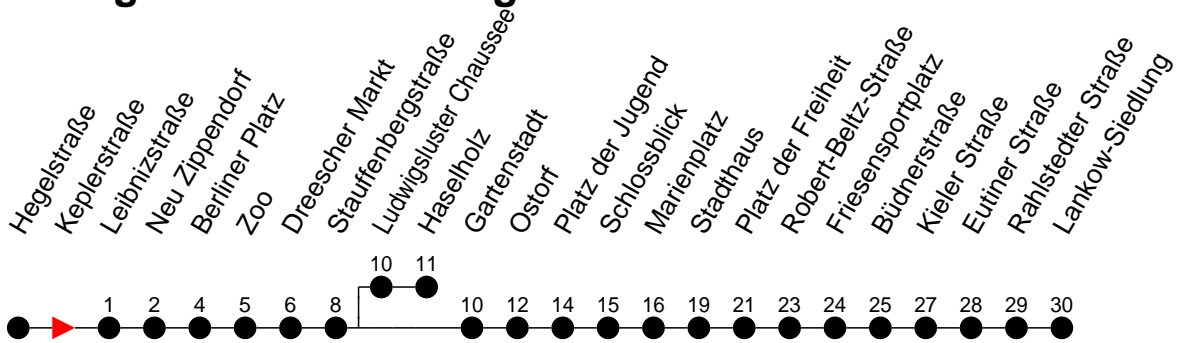 Hegelstraße
Keplerstraße
Leibnizstraße
Neu Zippendorf
Berliner Platz
Zoo
Dreescher Markt
Stauffenbergstraße
Ludwigsluster Chaussee
Haselholz
Gartenstadt
Ostorf
Platz der Jugend
Schlossblick
Marienplatz
Stadthaus
Platz der Freiheit
Robert-Beltz-Straße
Friesensportplatz
Büdnerstraße
Kieler Straße
Eutiner Straße
Rahlstedter Straße
Lankow-Siedlung
10 11
1 2 4 5 6 8 10 12 14 15 16 19 21 23 24 25 27 28 29 30